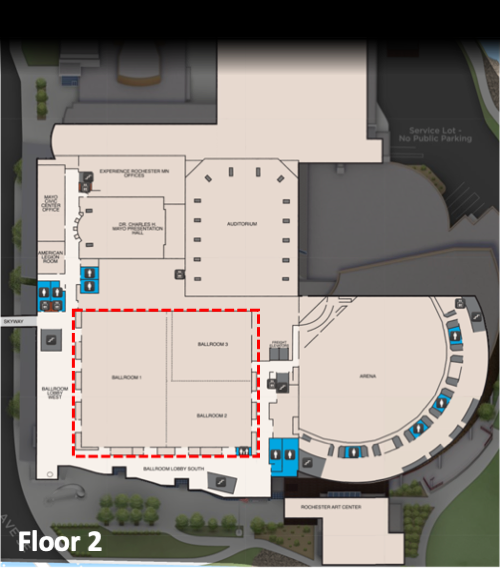 Service Lot -
No Public Parking
EXPERIENCE ROCHESTER MN
OFFICES
MAYO
CIVIC
CENTER
OFFICE
DR. CHARLES H.
MAYO PRESENTATION
HALL
AUDITORIUM
AMERICAN
LEGION
ROOM
SKYWAY
BALLROOM 3
FREIGHT
ELEVATORS
BALLROOM 1
ARENA
BALLROOM
LOBBY
WEST
BALLROOM 2
BALLROOM LOBBY SOUTH
ROCHESTER ART CENTER
AVE
Floor 2